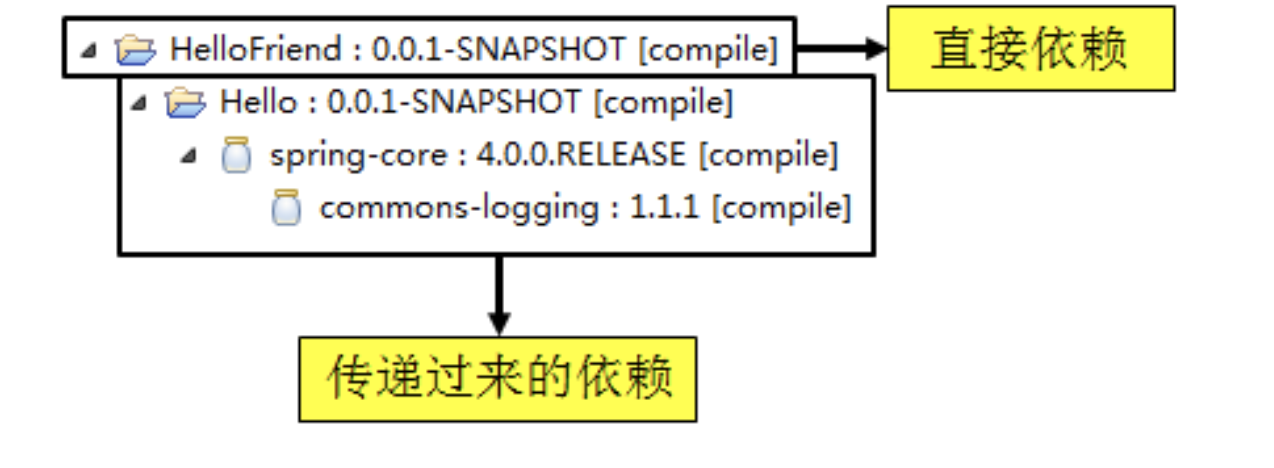 HelloFriend : 0.0.1-SNAPSHOT [compile]
直接依赖
Hello : 0.0.1-SNAPSHOT [compile]
spring-core : 4.0.0.RELEASE [compile]
commons-logging : 1.1.1 [compile]
传递过来的依赖